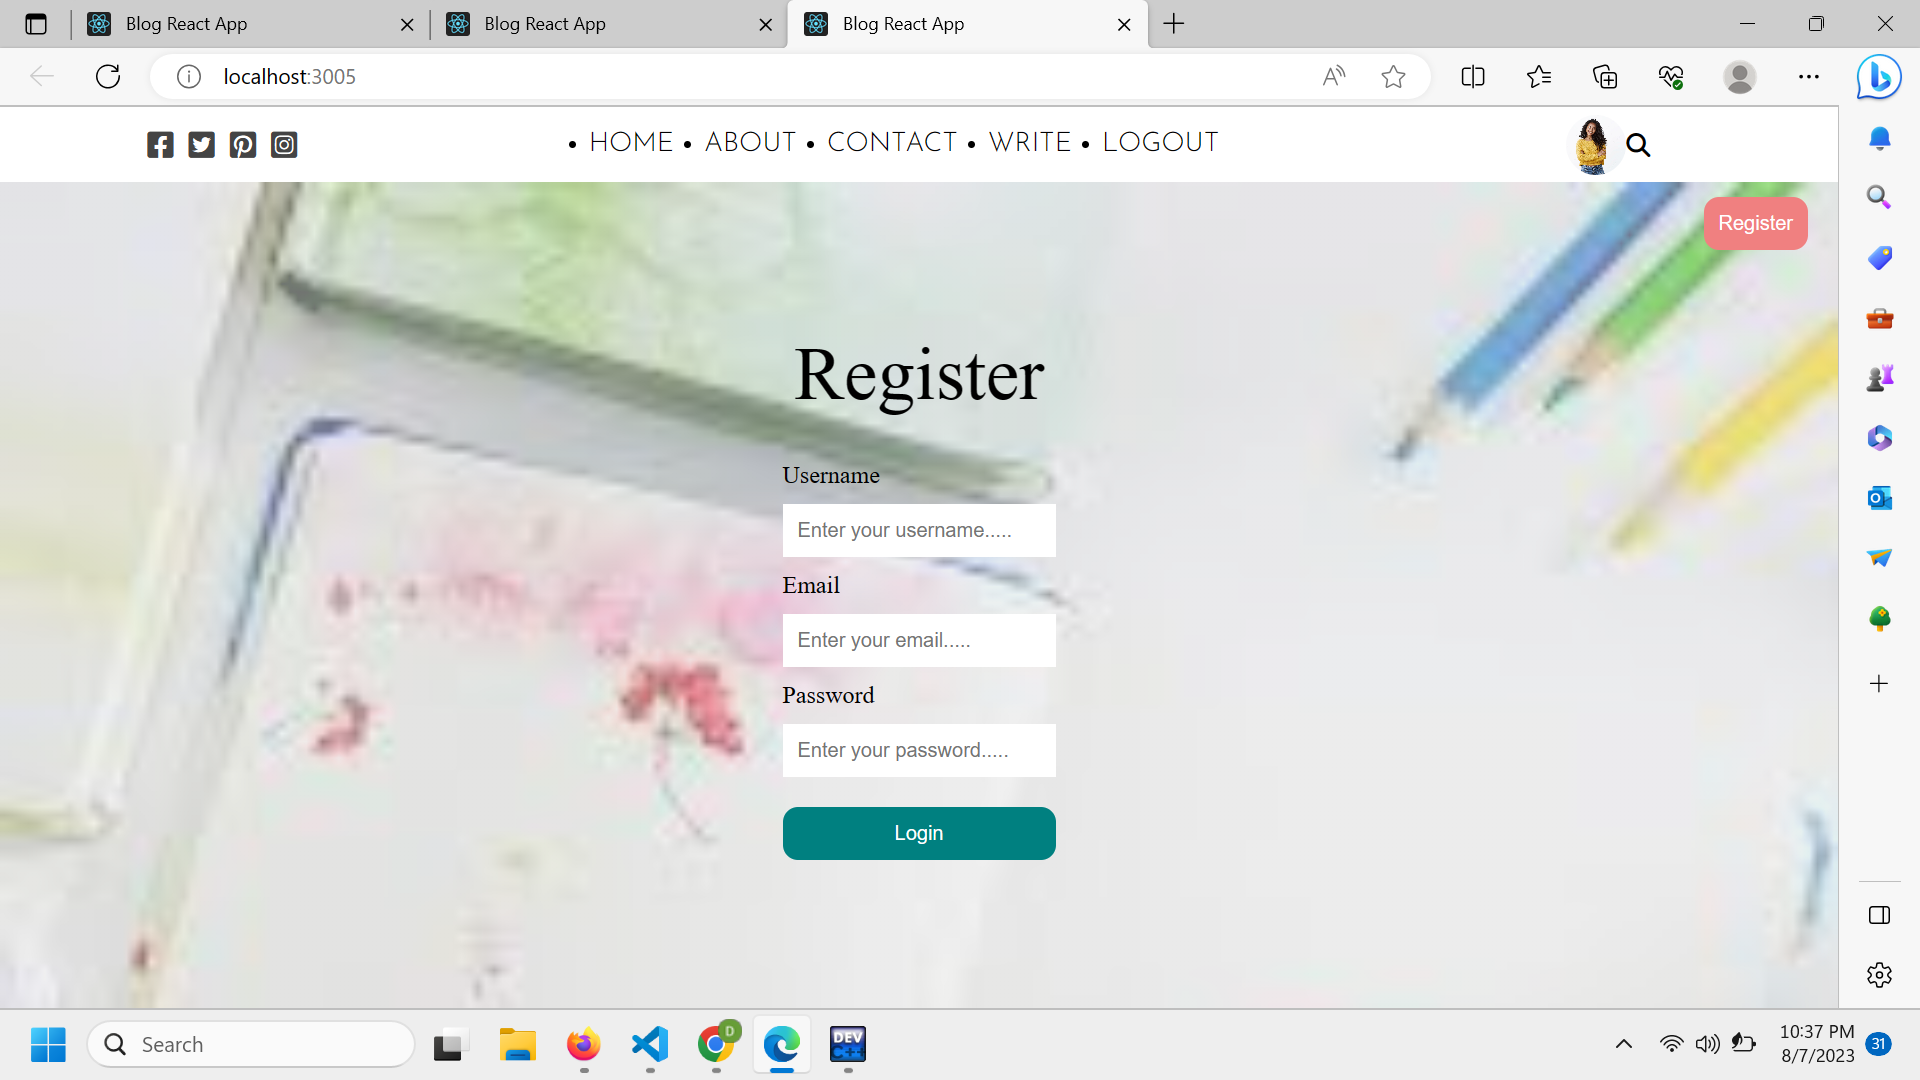 Blog React App
Blog React App
Blog React App
localhost:3005
HOME ABOUT CONTACT WRITE LOGOUT
Register
Register
Username
Enter your username.....
Email
Enter your email.....
Password
Enter your password.....
Login
Search
D
DEV
C++
10:37 PM
8/7/2023
31